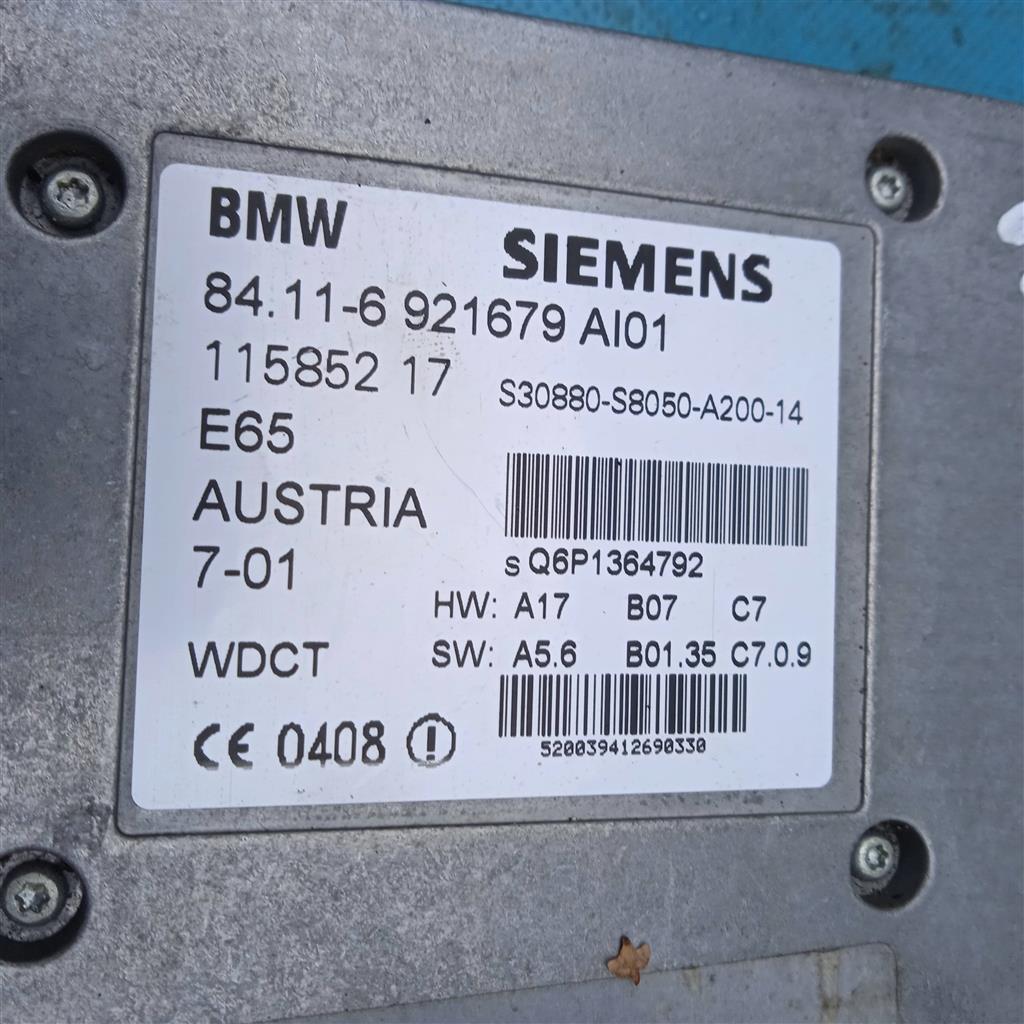 BMW
SIEMENS
84.11-6 921679 AI01
115852 17
S30880-S8050-A200-14
E65
AUSTRIA
7-01
s Q6P1364792
HW: A17 B07 C7
WDCT
SW: A5.6 B01.35 C7.0.9
CE 0408
520039412690330